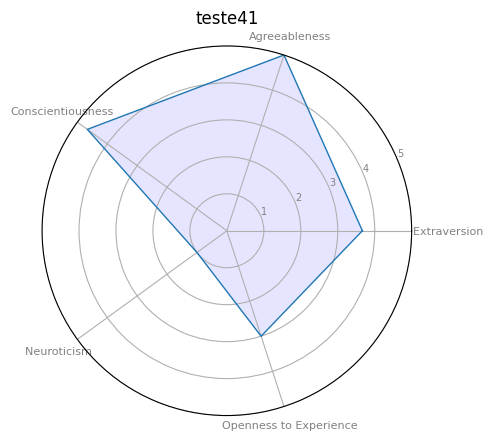 teste41
Agreeableness
Conscientiousness
5
4
3
2
1
Extraversion
Neuroticism
Openness to Experience